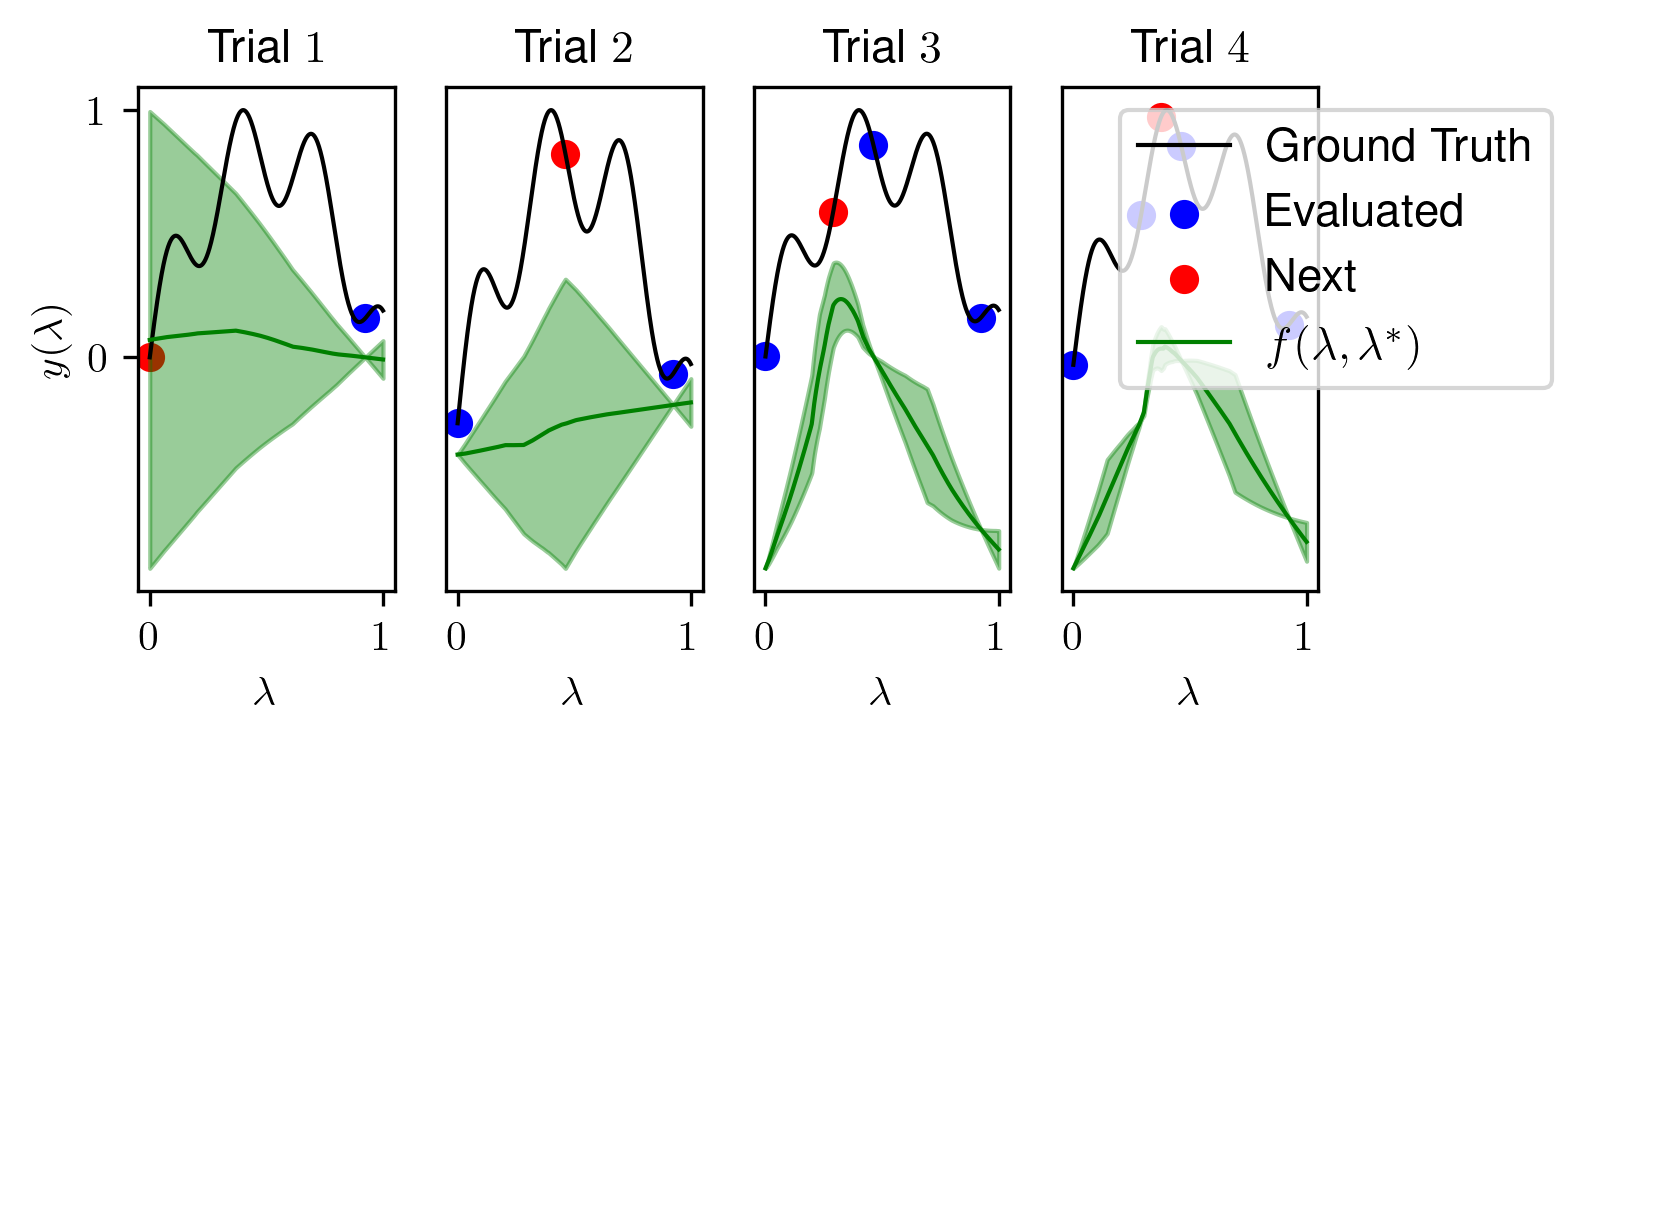 Trial 1 Trial 2 Trial 3 Trial 4
1
Ground Truth
Evaluated
Next
f(λ, λ*)
y(λ)
0
0 1 0 1 0 1 0 1
λ λ λ λ